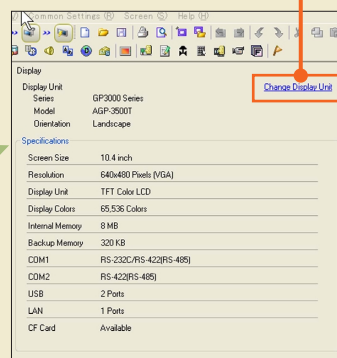 Common Settings (R) Screen (S) Help (H)
Display
Display Unit
Change Display Unit
Series GP3000 Series
Model AGP-3500T
Orientation Landscape
Specifications
Screen Size 10.4 inch
Resolution 640x480 Pixels (VGA)
Display Unit TFT Color LCD
Display Colors 65,536 Colors
Internal Memory 8 MB
Backup Memory 320 KB
COM1 RS-232C/RS-422(RS-485)
COM2 RS-422(RS-485)
USB 2 Ports
LAN 1 Ports
CF Card Available